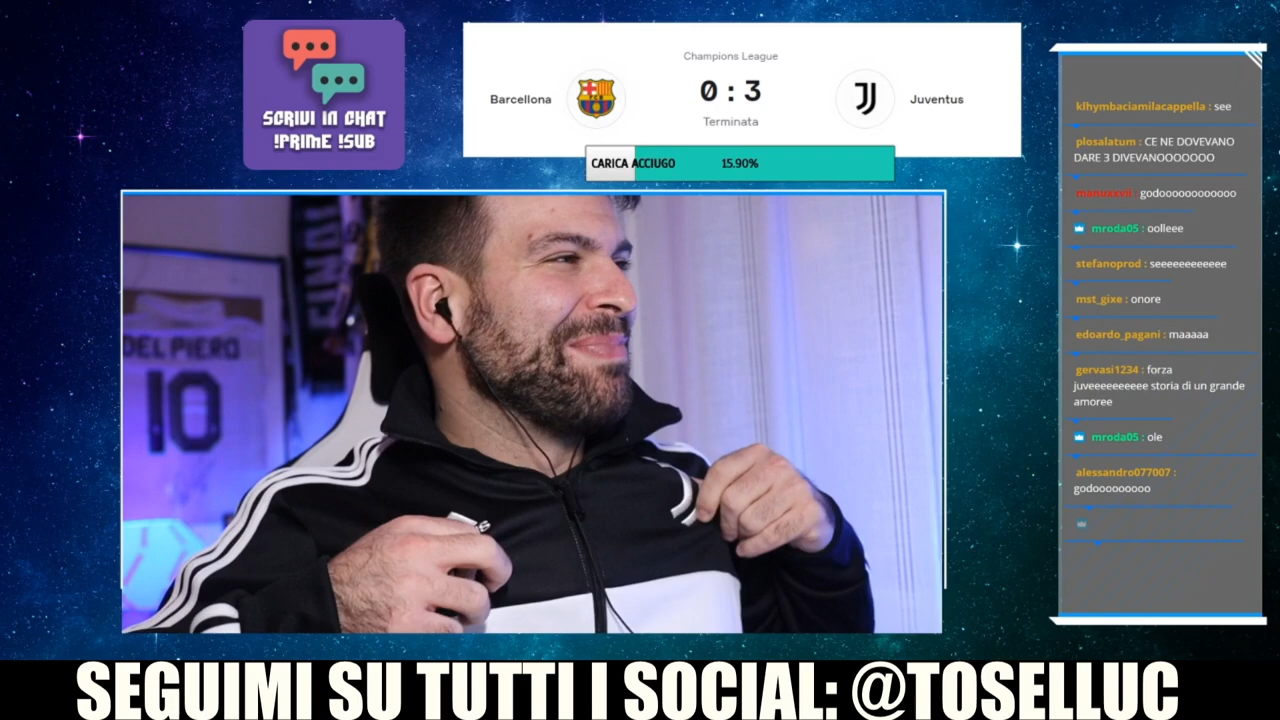 SCRIVI IN CHAT
!PRIME !SUB
Champions League
Barcellona
0 : 3
Juventus
Terminata
CARICA ACCIUGO 15.90%
DEL PIERO
10
klhymbaciamilacappella : see
plosalatum : CE NE DOVEVANO
DARE 3 DIVEVANOOOOOOO
manuxxvii : godoooooooooooo
mroda05 : oolleee
stefanoprod : seeeeeeeeeeee
mst_gixe : onore
edoardo_pagani : maaaaa
gervasi1234 : forza
juveeeeeeeeee storia di un grande
amoree
mroda05 : ole
alessandro077007 :
godooooooooo
SEGUIMI SU TUTTI I SOCIAL: @TOSELLUC